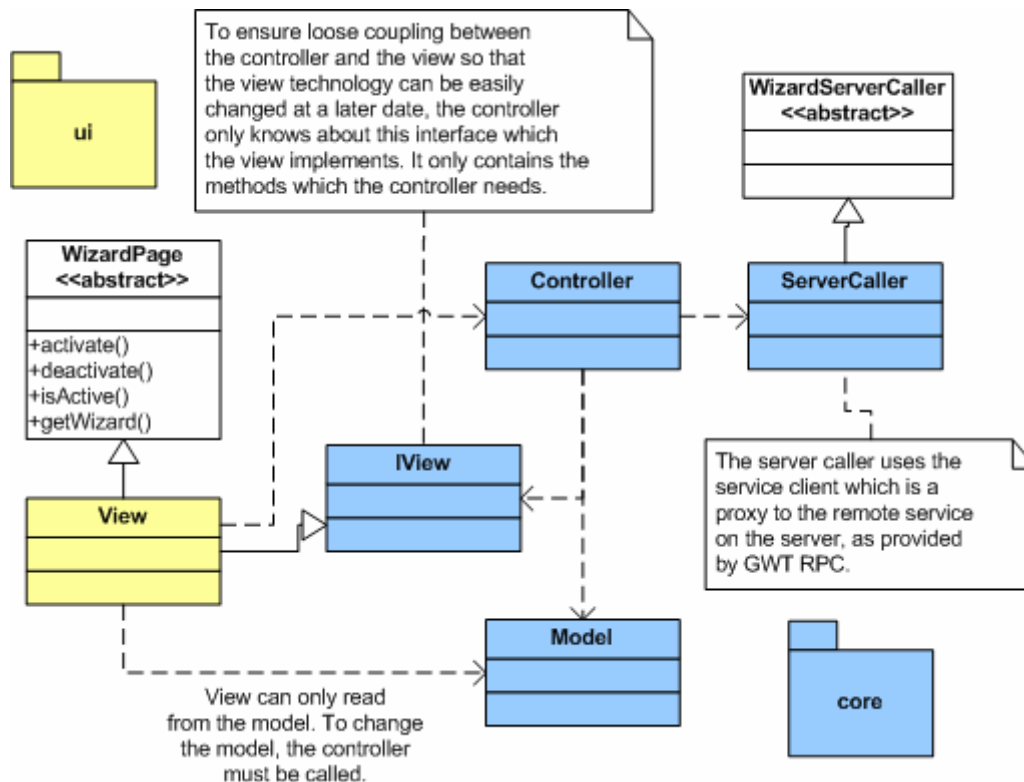 To ensure loose coupling between
the controller and the view so that
the view technology can be easily
changed at a later date, the controller
only knows about this interface which
the view implements. It only contains the
methods which the controller needs.
ui
WizardServerCaller
<<abstract>>
WizardPage
<<abstract>>
+activate()
+deactivate()
+isActive()
+getWizard()
Controller
ServerCaller
IView
View
The server caller uses the
service client which is a
proxy to the remote service
on the server, as provided
by GWT RPC.
Model
View can only read
from the model. To change
the model, the controller
must be called.
core